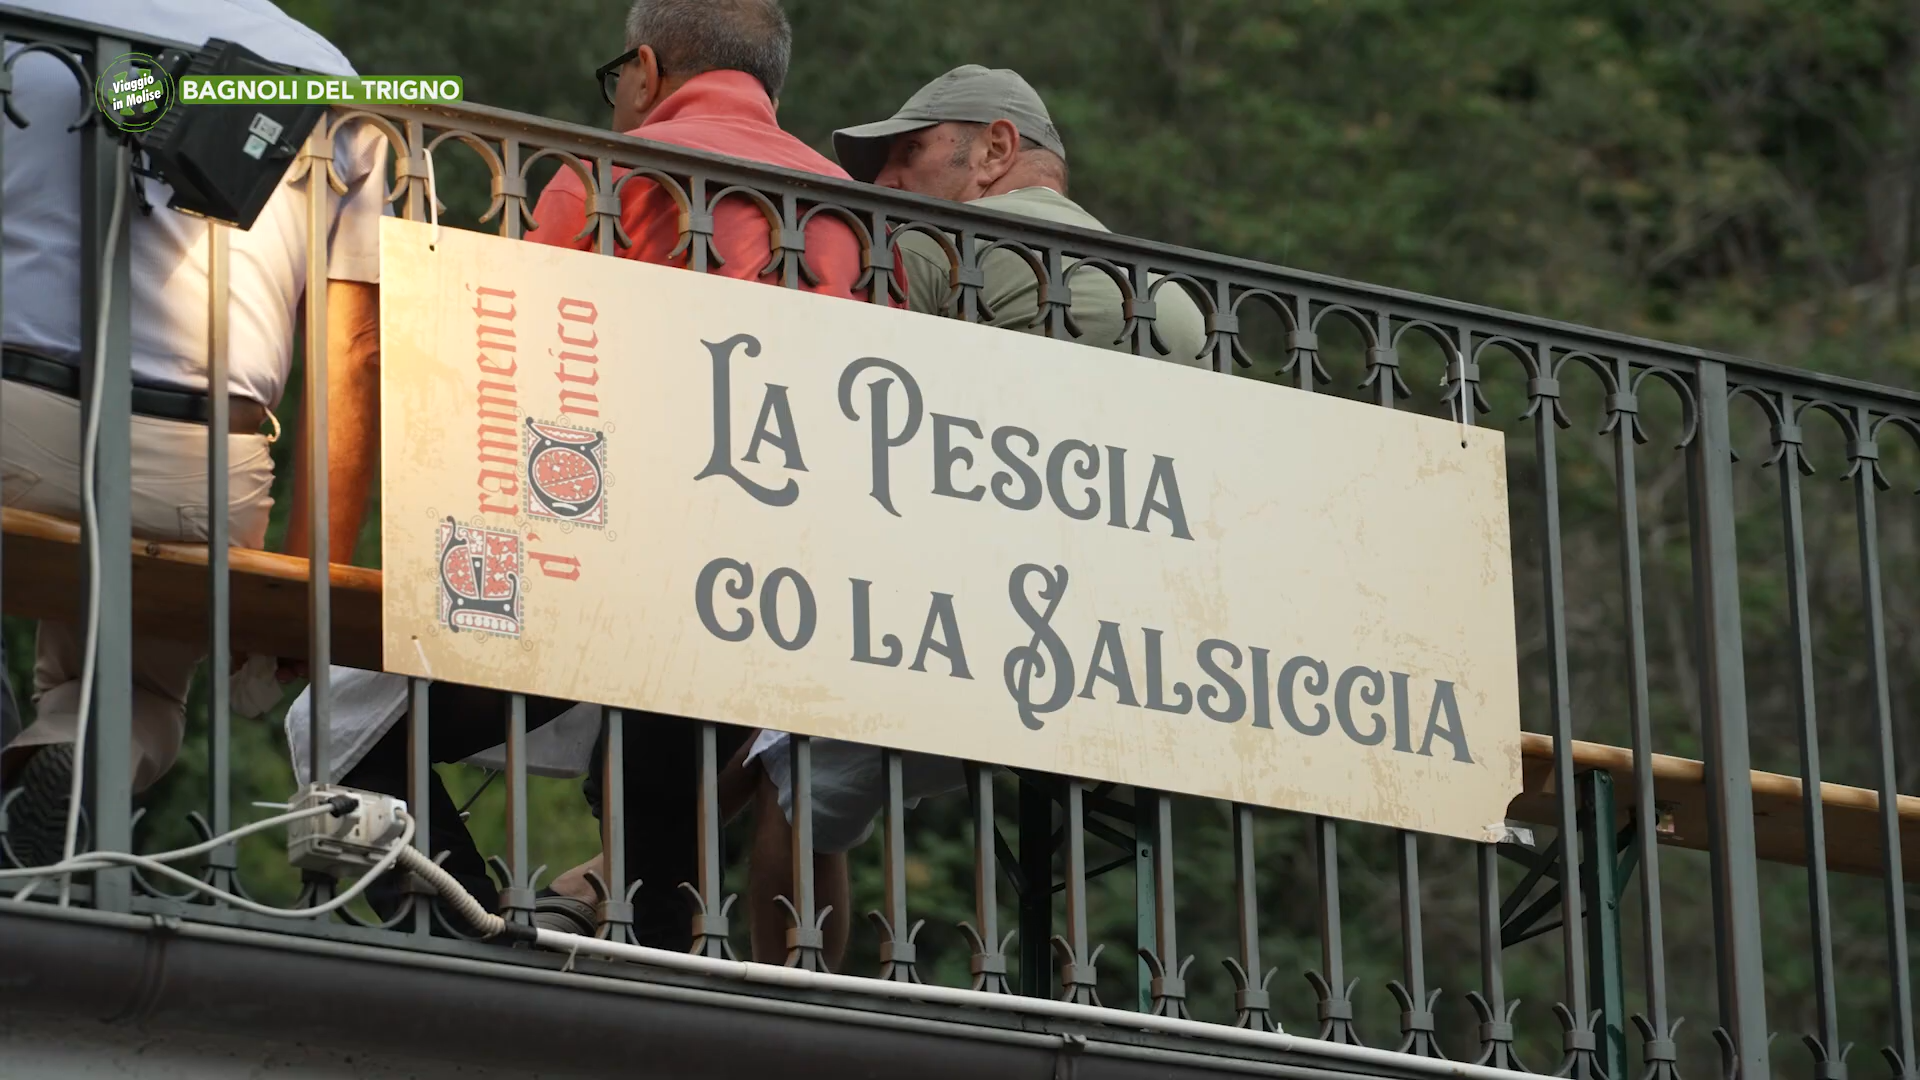 Viaggio
in Molise
BAGNOLI DEL TRIGNO
Frammenti
d'Antico
LA PESCIA
CO LA SALSICCIA